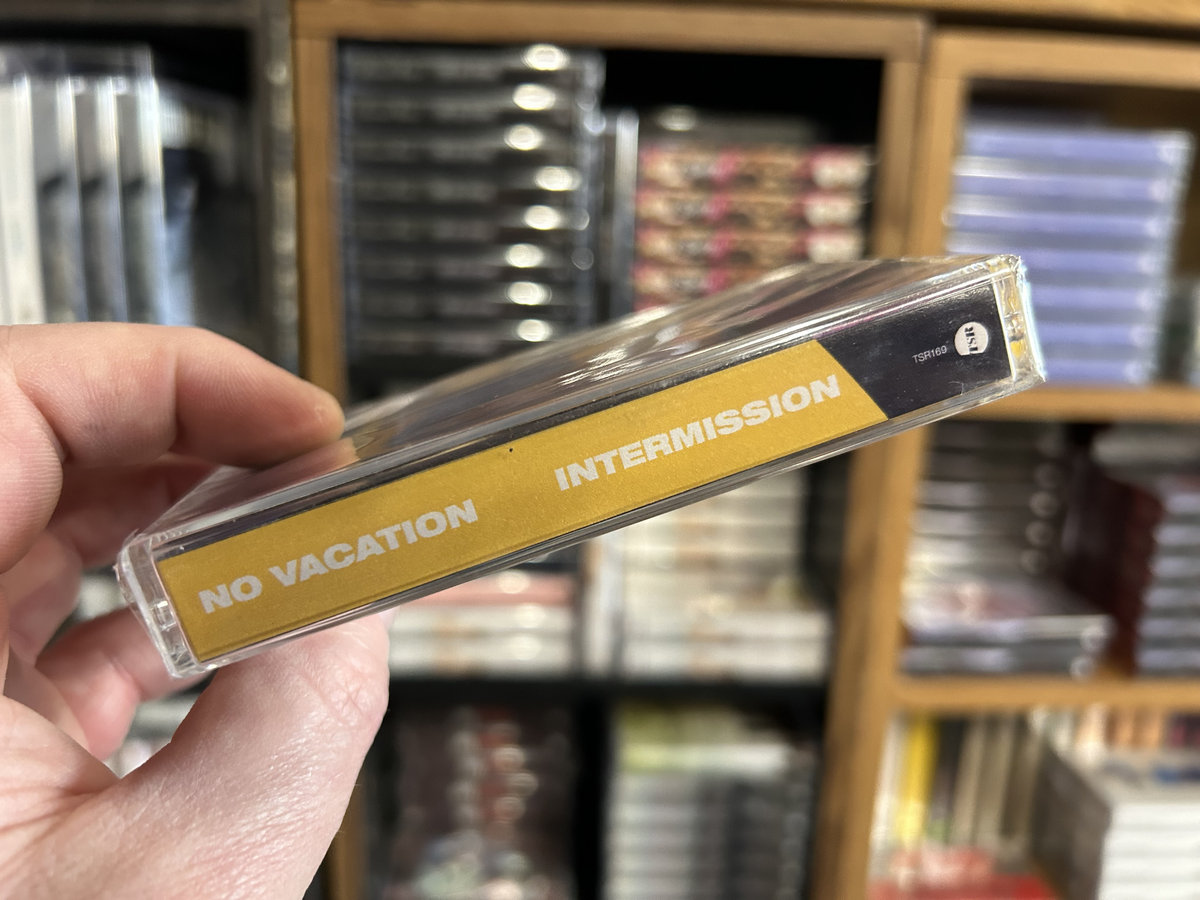 NO VACATION INTERMISSION TSR169 TSR